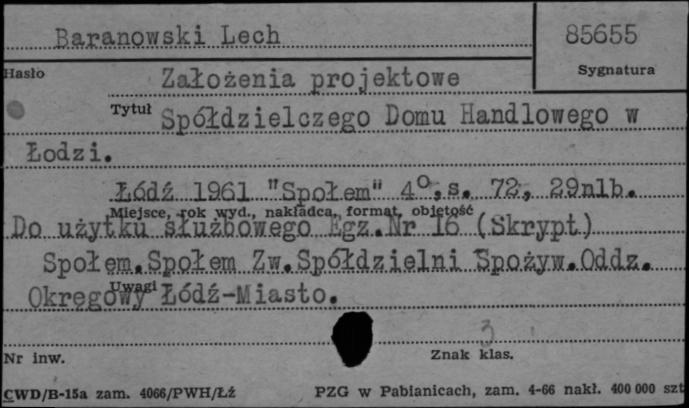 Baranowski Lech
85655
Hasło
Sygnatura
Założenia projektowe
Tytuł
Spółdzielczego Domu Handlowego w
Łodzi.
Łódź 1961 "Społem" 4°, s. 72, 29nlb.
Miejsce, rok wyd., nakładca, format, objętość
Do użytku służbowego Egz.Nr 16 (Skrypt)
Społem.Społem Zw.Spółdzielni Spożyw.Oddz.
Uwagi
Okręgowy Łódź-Miasto.
3
Nr inw.
Znak klas.
CWD/B-15a zam. 4066/PWH/Łż
PZG w Pabianicach, zam. 4-66 nakł. 400 000 szt